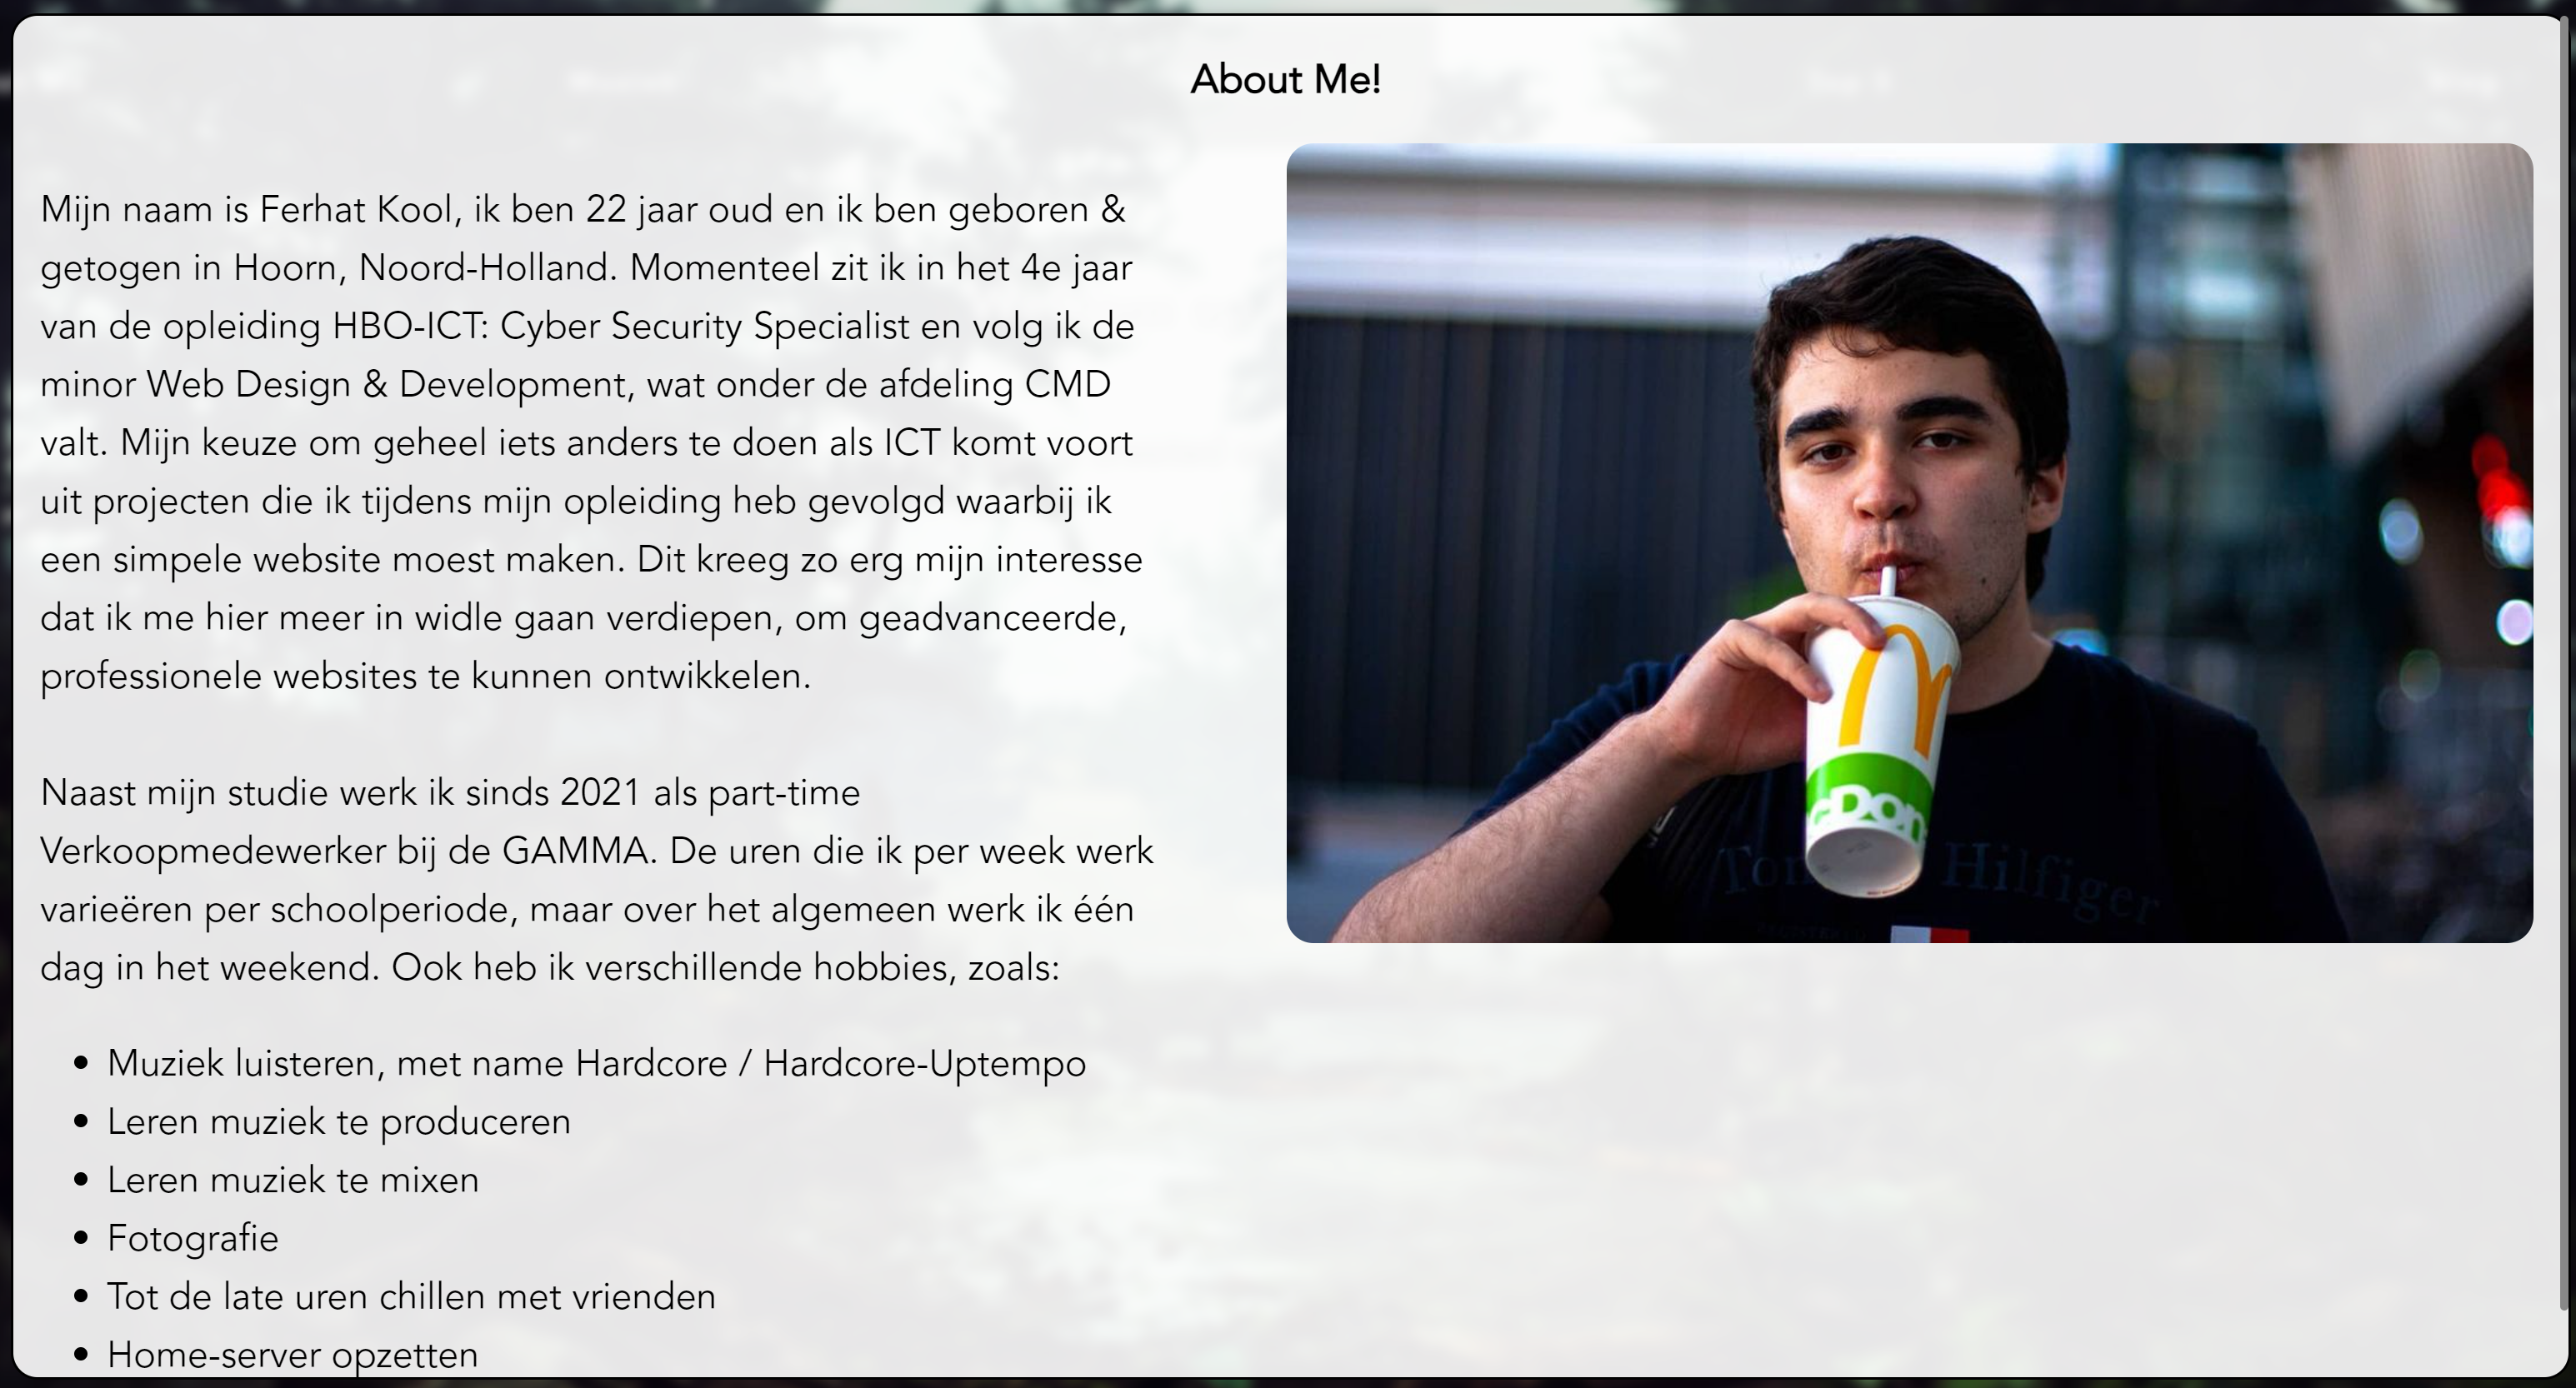 About Me!
Mijn naam is Ferhat Kool, ik ben 22 jaar oud en ik ben geboren &
getogen in Hoorn, Noord-Holland. Momenteel zit ik in het 4e jaar
van de opleiding HBO-ICT: Cyber Security Specialist en volg ik de
minor Web Design & Development, wat onder de afdeling CMD
valt. Mijn keuze om geheel iets anders te doen als ICT komt voort
uit projecten die ik tijdens mijn opleiding heb gevolgd waarbij ik
een simpele website moest maken. Dit kreeg zo erg mijn interesse
dat ik me hier meer in widle gaan verdiepen, om geadvanceerde,
professionele websites te kunnen ontwikkelen.
Naast mijn studie werk ik sinds 2021 als part-time
Verkoopmedewerker bij de GAMMA. De uren die ik per week werk
varieëren per schoolperiode, maar over het algemeen werk ik één
dag in het weekend. Ook heb ik verschillende hobbies, zoals:
• Muziek luisteren, met name Hardcore / Hardcore-Uptempo
• Leren muziek te produceren
• Leren muziek te mixen
• Fotografie
• Tot de late uren chillen met vrienden
• Home-server opzetten
cDon
Tom Hilfiger